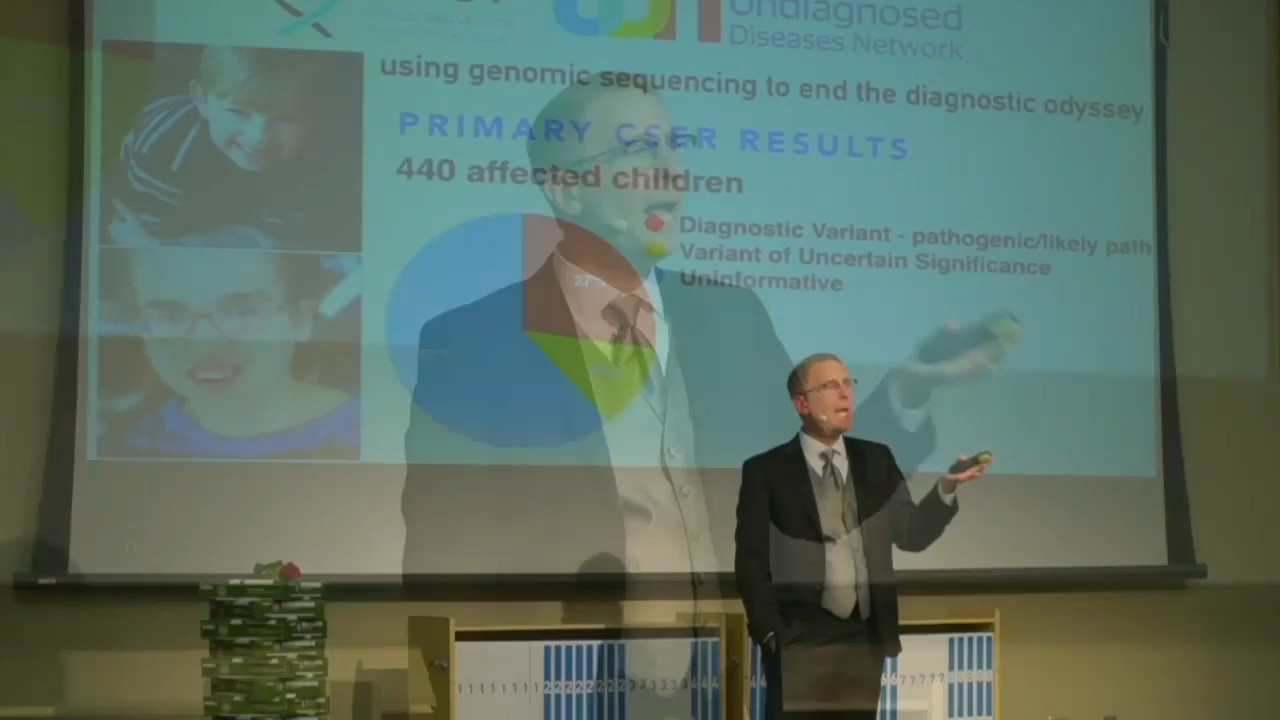 Undiagnosed
Diseases Network
using genomic sequencing to end the diagnostic odyssey
PRIMARY CSER RESULTS
440 affected children
Diagnostic Variant - pathogenic/likely path
Variant of Uncertain Significance
Uninformative